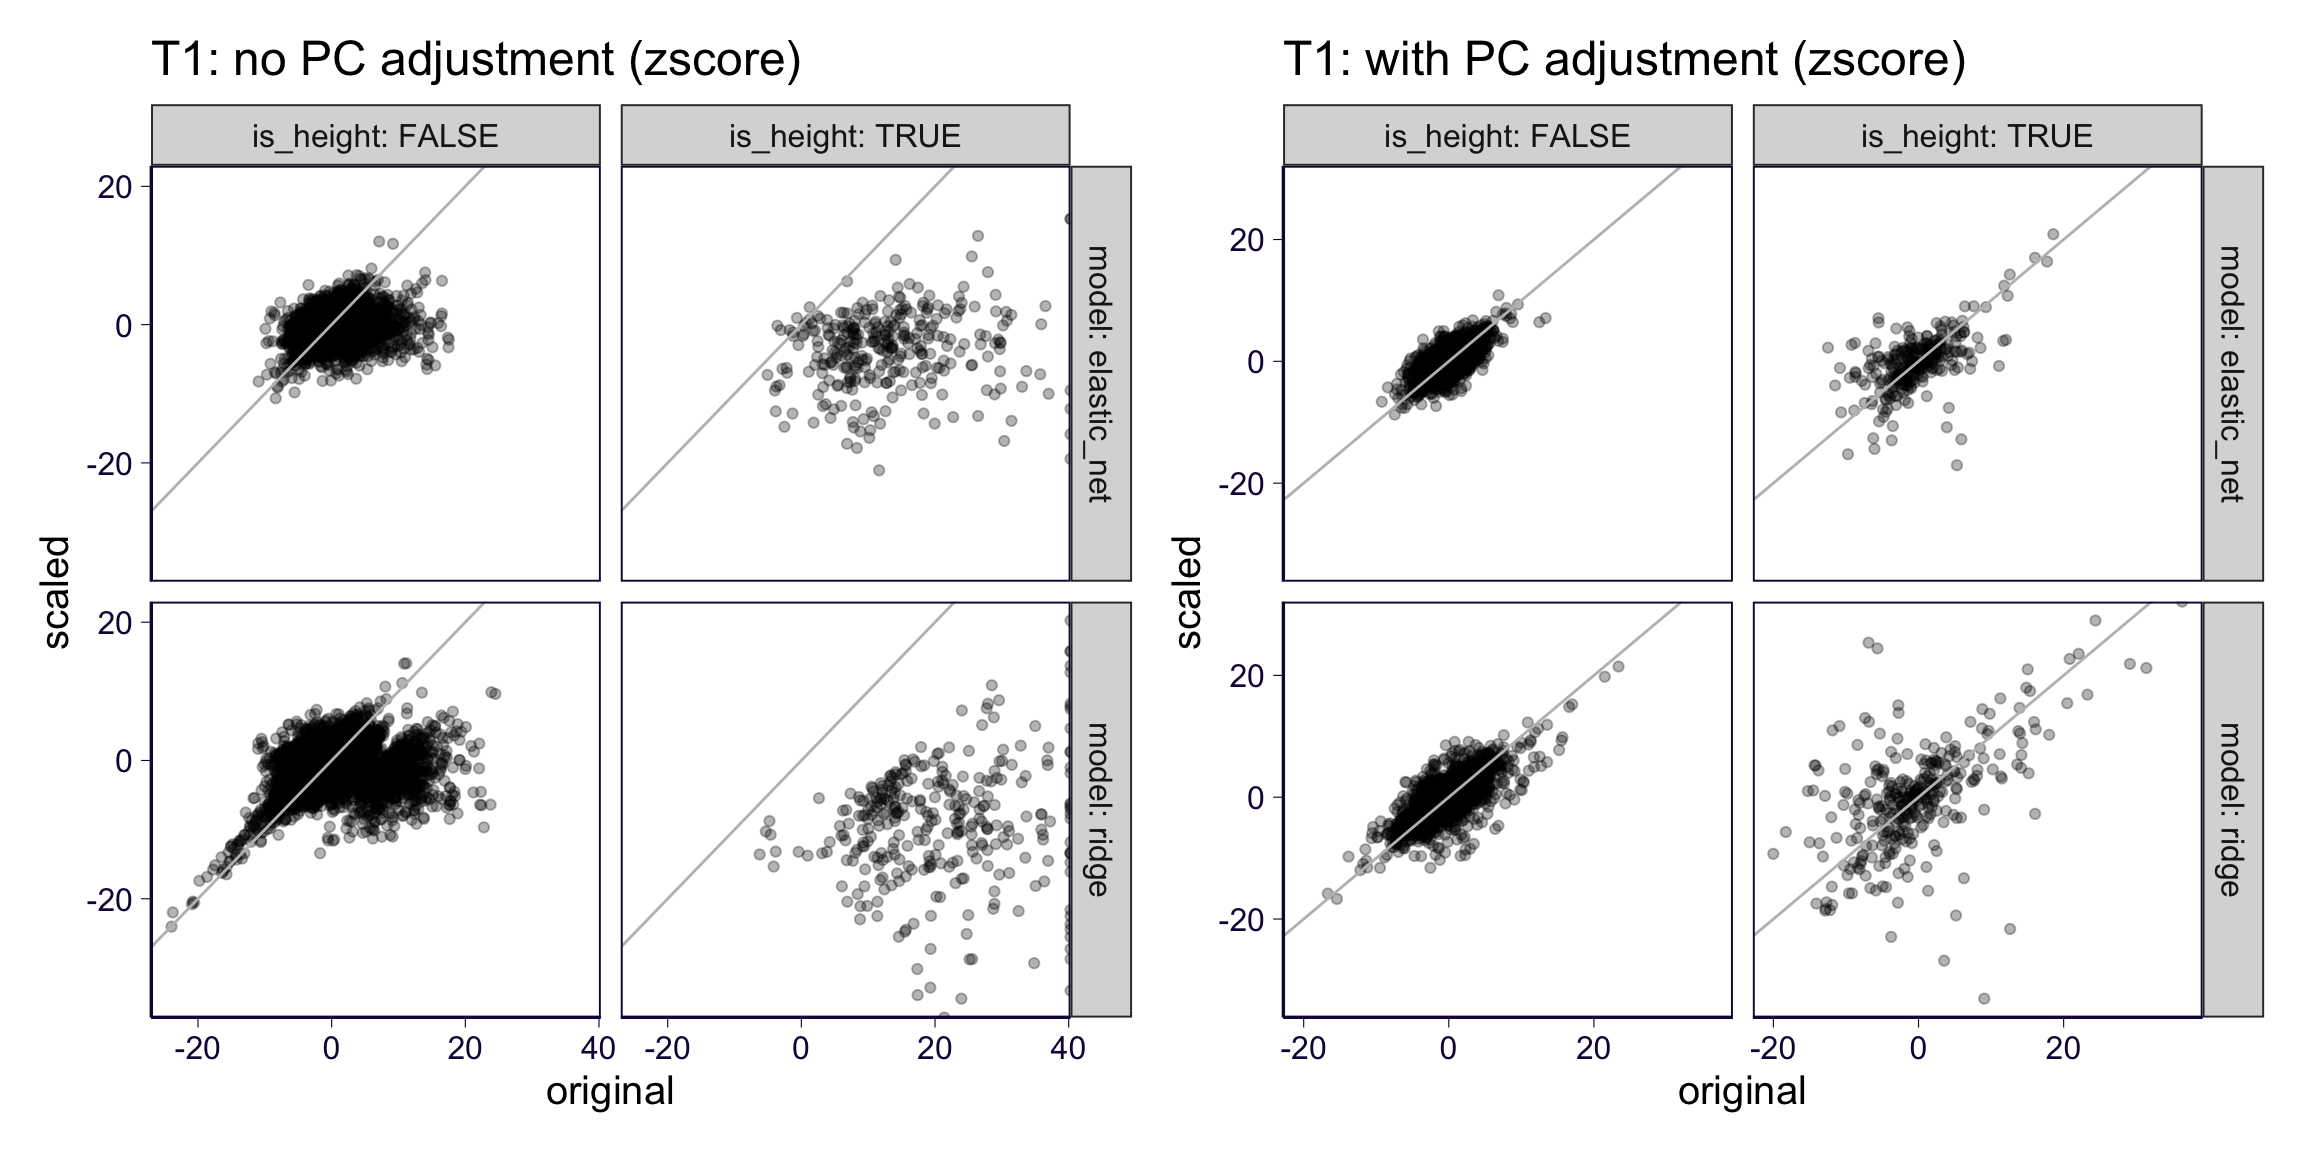 T1: no PC adjustment (zscore)
is_height: FALSE
is_height: TRUE
20
0
-20
model: elastic_net
scaled
20
0
-20
model: ridge
-20
0
20
40
-20
0
20
40
original
T1: with PC adjustment (zscore)
is_height: FALSE
is_height: TRUE
20
0
-20
model: elastic_net
scaled
20
0
-20
model: ridge
-20
0
20
-20
0
20
original